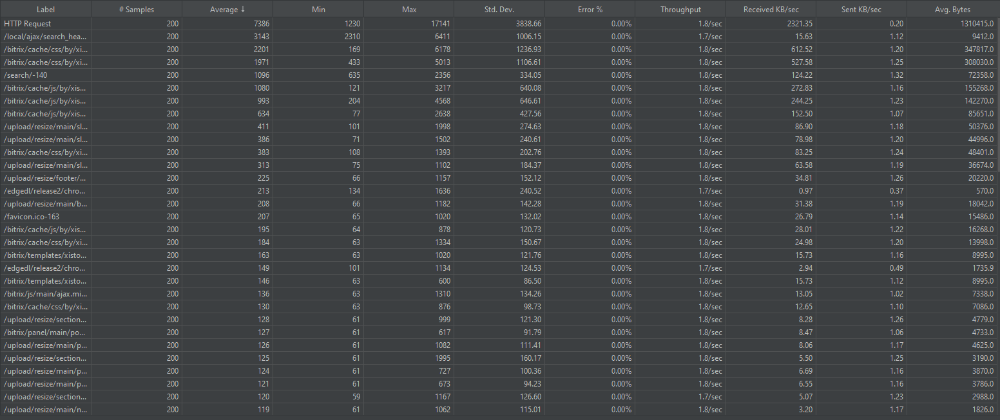 Label # Samples Average ↓ Min Max Std. Dev. Error % Throughput Received KB/sec Sent KB/sec Avg. Bytes
HTTP Request 200 7386 1230 17141 3838.66 0.00% 1.8/sec 2321.35 0.20 1310415.0
/local/ajax/search_hea... 200 3143 2310 6411 1006.15 0.00% 1.7/sec 15.63 1.12 9412.0
/bitrix/cache/css/by/xi... 200 2201 169 6178 1236.93 0.00% 1.8/sec 612.52 1.20 347817.0
/bitrix/cache/css/by/xi... 200 1971 433 5013 1106.61 0.00% 1.8/sec 527.58 1.25 308030.0
/search/-140 200 1096 635 2356 334.05 0.00% 1.8/sec 124.22 1.32 72358.0
/bitrix/cache/js/by/xis... 200 1080 121 3217 640.08 0.00% 1.8/sec 272.83 1.16 155268.0
/bitrix/cache/js/by/xis... 200 993 204 4568 646.61 0.00% 1.8/sec 244.25 1.23 142270.0
/bitrix/cache/js/by/xis... 200 634 77 2638 427.56 0.00% 1.8/sec 152.50 1.07 85651.0
/upload/resize/main/sl... 200 411 101 1998 274.63 0.00% 1.8/sec 86.90 1.18 50376.0
/upload/resize/main/sl... 200 386 71 1502 240.61 0.00% 1.8/sec 78.98 1.20 44996.0
/bitrix/cache/css/by/xi... 200 383 108 1393 202.76 0.00% 1.8/sec 83.25 1.24 48401.0
/upload/resize/main/sl... 200 313 75 1102 184.37 0.00% 1.8/sec 63.58 1.19 36674.0
/upload/resize/footer/... 200 225 66 1157 152.12 0.00% 1.8/sec 34.81 1.26 20220.0
/edgedl/release2/chro... 200 213 134 1636 240.52 0.00% 1.7/sec 0.97 0.37 570.0
/upload/resize/main/b... 200 208 66 1182 142.28 0.00% 1.8/sec 31.38 1.19 18042.0
/favicon.ico-163 200 207 65 1020 132.02 0.00% 1.8/sec 26.79 1.14 15486.0
/bitrix/cache/js/by/xis... 200 195 64 878 120.73 0.00% 1.8/sec 28.01 1.22 16268.0
/bitrix/cache/css/by/xi... 200 184 63 1334 150.67 0.00% 1.8/sec 24.98 1.20 13998.0
/bitrix/templates/xisto... 200 163 63 1020 121.76 0.00% 1.8/sec 15.73 1.16 8995.0
/edgedl/release2/chro... 200 149 101 1134 124.53 0.00% 1.7/sec 2.94 0.49 1735.9
/bitrix/templates/xisto... 200 146 63 600 86.50 0.00% 1.8/sec 15.73 1.12 8995.0
/bitrix/js/main/ajax.mi... 200 136 63 1310 134.26 0.00% 1.8/sec 13.05 1.02 7338.0
/bitrix/cache/css/by/xi... 200 130 63 876 98.73 0.00% 1.8/sec 12.65 1.10 7086.0
/upload/resize/section... 200 128 61 999 121.30 0.00% 1.8/sec 8.28 1.26 4779.0
/bitrix/panel/main/po... 200 127 61 617 91.79 0.00% 1.8/sec 8.47 1.06 4733.0
/upload/resize/main/p... 200 126 61 1082 111.41 0.00% 1.8/sec 8.06 1.17 4625.0
/upload/resize/section... 200 125 61 1995 160.17 0.00% 1.8/sec 5.50 1.25 3190.0
/upload/resize/main/p... 200 124 61 727 100.36 0.00% 1.8/sec 6.69 1.16 3870.0
/upload/resize/main/p... 200 121 61 673 94.23 0.00% 1.8/sec 6.55 1.16 3786.0
/upload/resize/section... 200 120 59 1167 126.60 0.00% 1.7/sec 5.07 1.23 2988.0
/upload/resize/main/n... 200 119 61 1062 115.01 0.00% 1.8/sec 3.20 1.17 1826.0